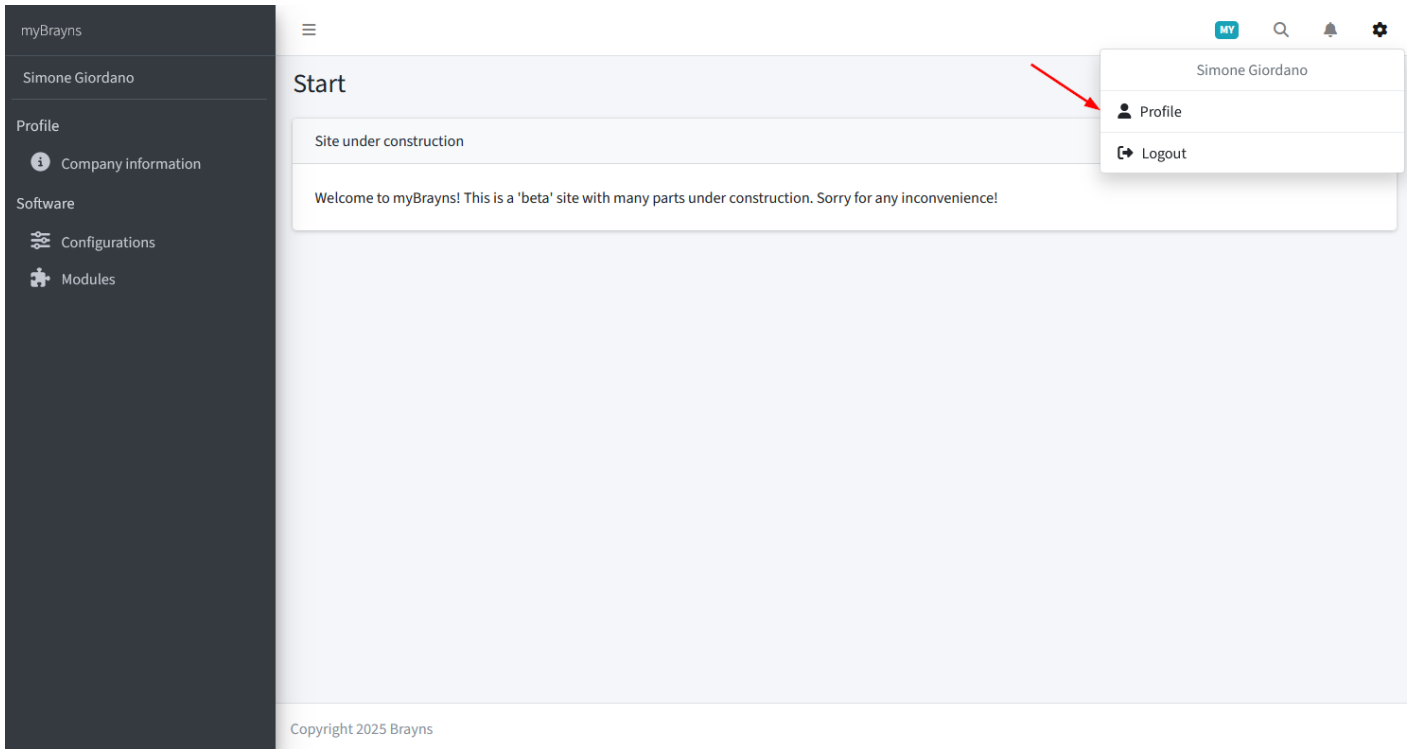 myBrayns
MY
Simone Giordano
Simone Giordano
Start
Profile
Logout
Profile
Company information
Software
Configurations
Modules
Site under construction
Welcome to myBrayns! This is a 'beta' site with many parts under construction. Sorry for any inconvenience!
Copyright 2025 Brayns